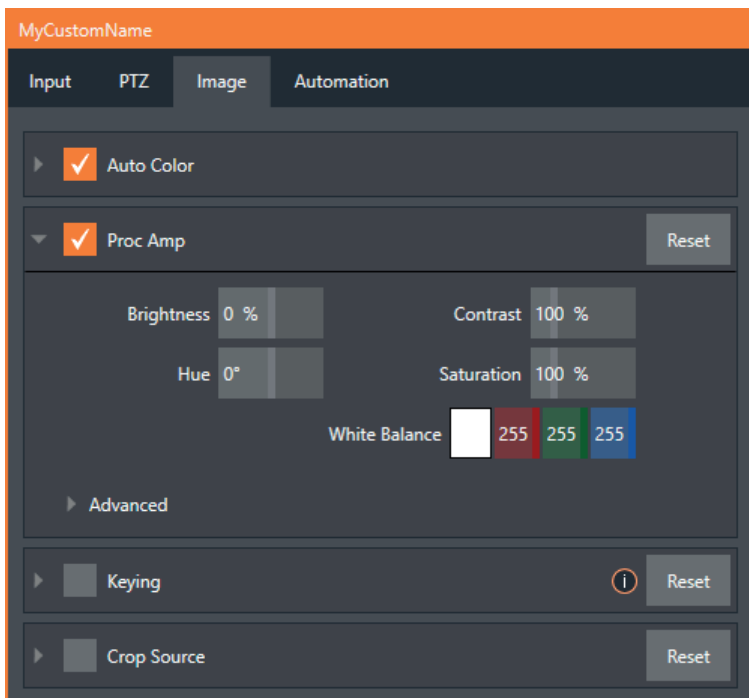 MyCustomName
Input PTZ Image Automation
Auto Color
Proc Amp Reset
Brightness 0 % Contrast 100 %
Hue 0° Saturation 100 %
White Balance 255 255 255
Advanced
Keying i Reset
Crop Source Reset